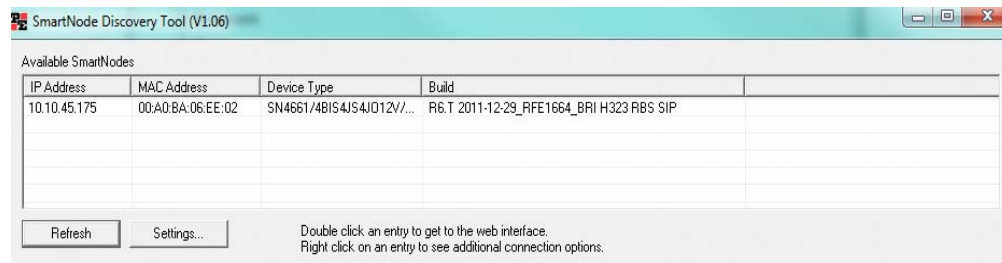 SmartNode Discovery Tool (V1.06)
Available SmartNodes
IP Address MAC Address Device Type Build
10.10.45.175 00:A0:BA:06:EE:02 SN4661/4BIS4JS4JO12V/... R6.T 2011-12-29_RFE1664_BRI H323 RBS SIP
Refresh Settings... Double click an entry to get to the web interface.
Right click on an entry to see additional connection options.